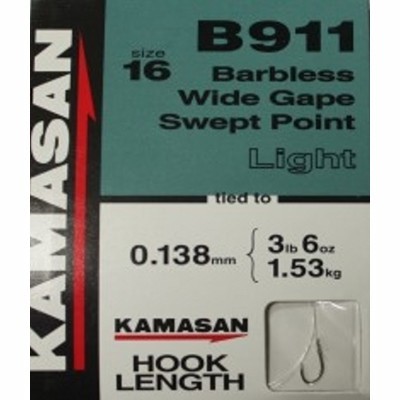 KAMASAN
B911
size
16 Barbless
Wide Gape
Swept Point
Light
tied to
0.138mm { 3lb 6oz
1.53kg
KAMASAN
HOOK
LENGTH